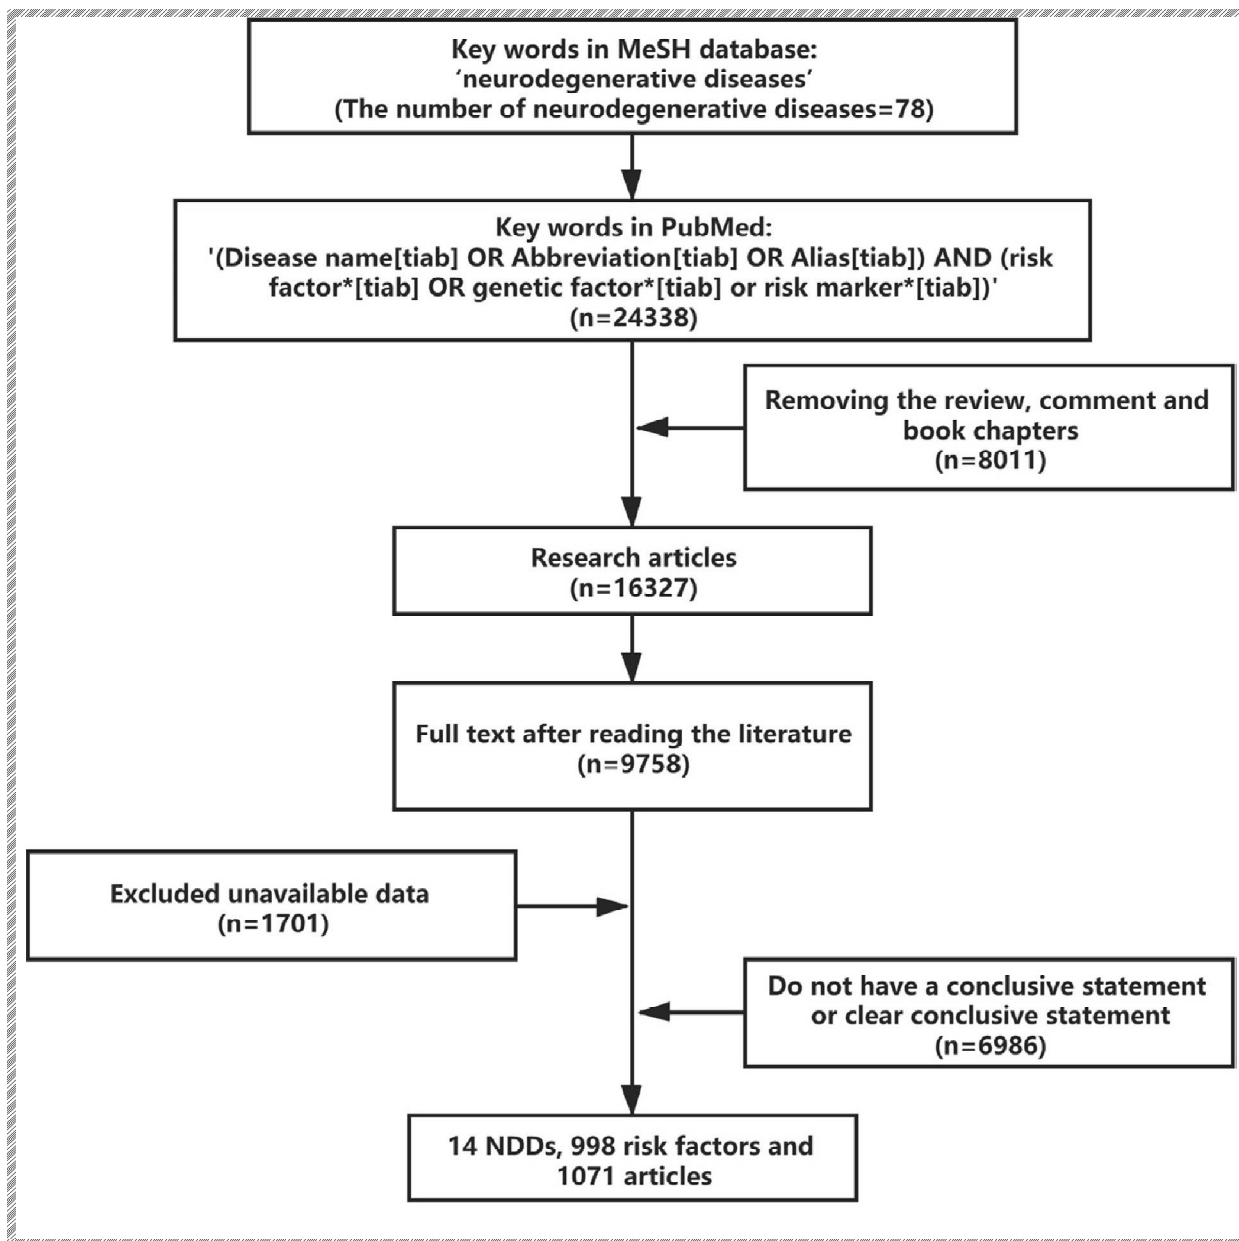 Key words in MeSH database:
‘neurodegenerative diseases’
(The number of neurodegenerative diseases=78)
Key words in PubMed:
'(Disease name[tiab] OR Abbreviation[tiab] OR Alias[tiab]) AND (risk
factor*[tiab] OR genetic factor*[tiab] or risk marker*[tiab])'
(n=24338)
Removing the review, comment and
book chapters
(n=8011)
Research articles
(n=16327)
Full text after reading the literature
(n=9758)
Excluded unavailable data
(n=1701)
Do not have a conclusive statement
or clear conclusive statement
(n=6986)
14 NDDs, 998 risk factors and
1071 articles